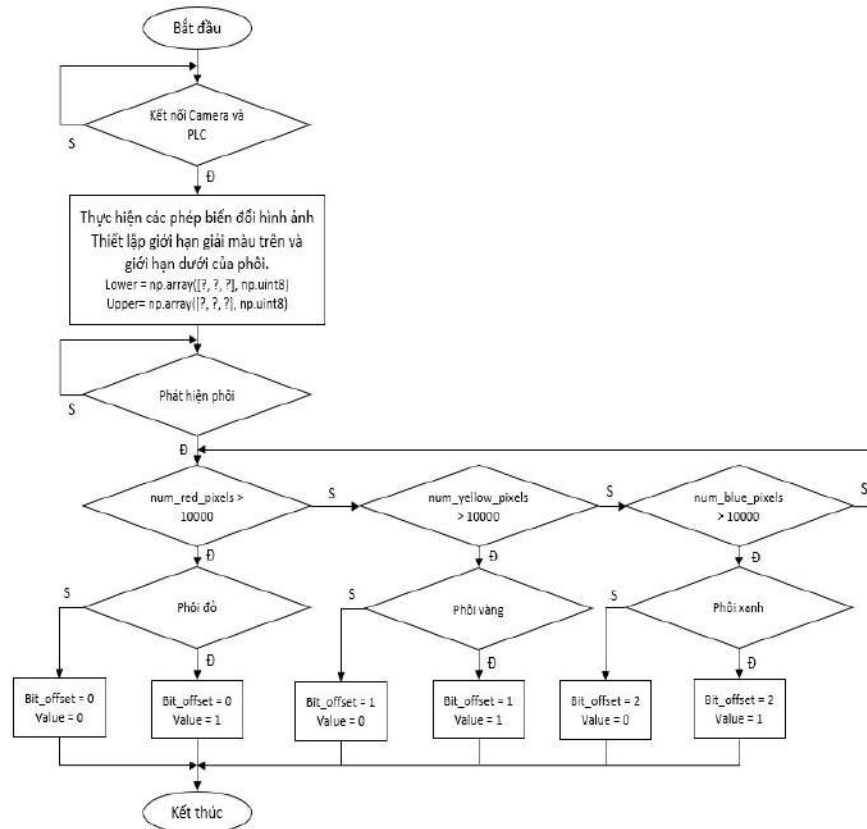 Bắt đầu
Kết nối Camera và
PLC
S
Đ
Thực hiện các phép biến đổi hình ảnh
Thiết lập giới hạn giải màu trên và
giới hạn dưới của phôi.
Lower = np.array([?, ?, ?], np.uint8)
Upper= np.array([?, ?, ?], np.uint8)
Phát hiện phôi
S
Đ
num_red_pixels >
10000
S
num_yellow_pixels
> 10000
S
num_blue_pixels
> 10000
S
Đ
Đ
Đ
S
Phôi đỏ
S
Phôi vàng
S
Phôi xanh
Đ
Đ
Đ
Bit_offset = 0
Value = 0
Bit_offset = 0
Value = 1
Bit_offset = 1
Value = 0
Bit_offset = 1
Value = 1
Bit_offset = 2
Value = 0
Bit_offset = 2
Value = 1
Kết thúc